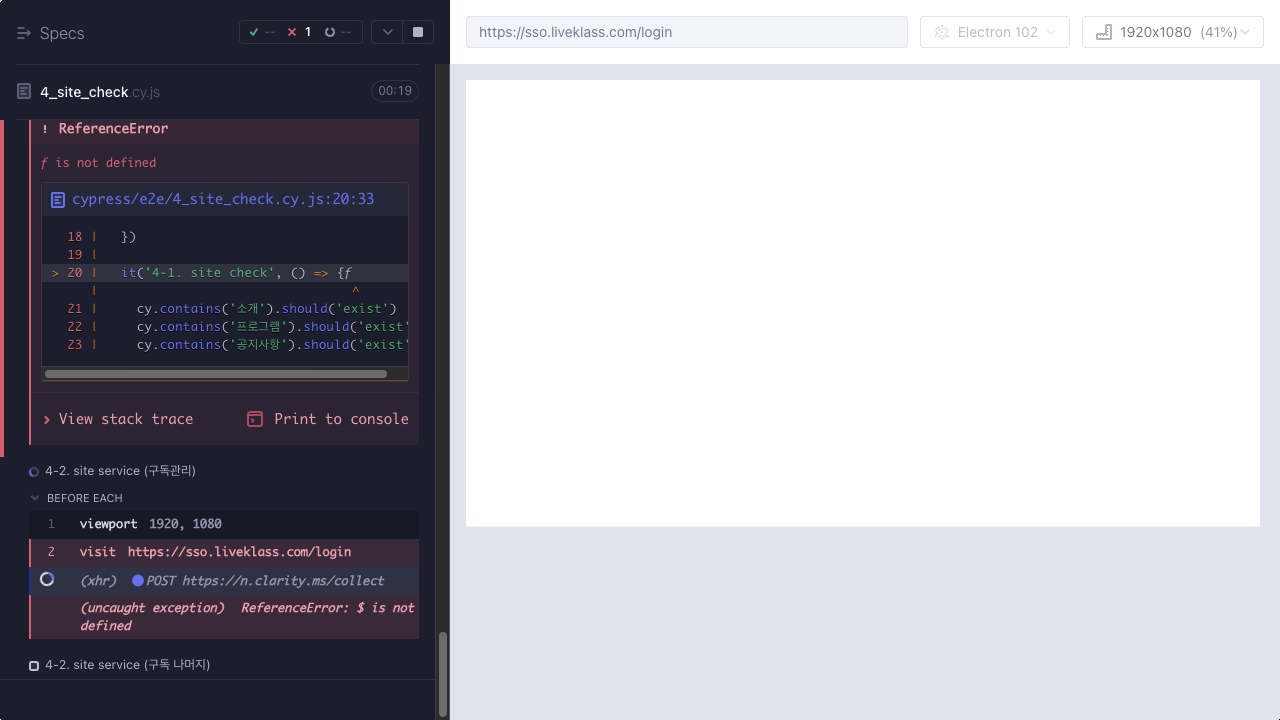 Specs
-- 1 --
https://sso.liveklass.com/login
Electron 102
1920x1080 (41%)
4_site_check.cy.js
00:19
! ReferenceError
f is not defined
cypress/e2e/4_site_check.cy.js:20:33
18 | })
19 |
> 20 | it('4-1. site check', () => {f
| ^
21 | cy.contains('소개').should('exist')
22 | cy.contains('프로그램').should('exist'
23 | cy.contains('공지사항').should('exist'
View stack trace
Print to console
4-2. site service (구독관리)
BEFORE EACH
1 viewport 1920, 1080
2 visit https://sso.liveklass.com/login
(xhr) POST https://n.clarity.ms/collect
(uncaught exception) ReferenceError: $ is not
defined
4-2. site service (구독 나머지)